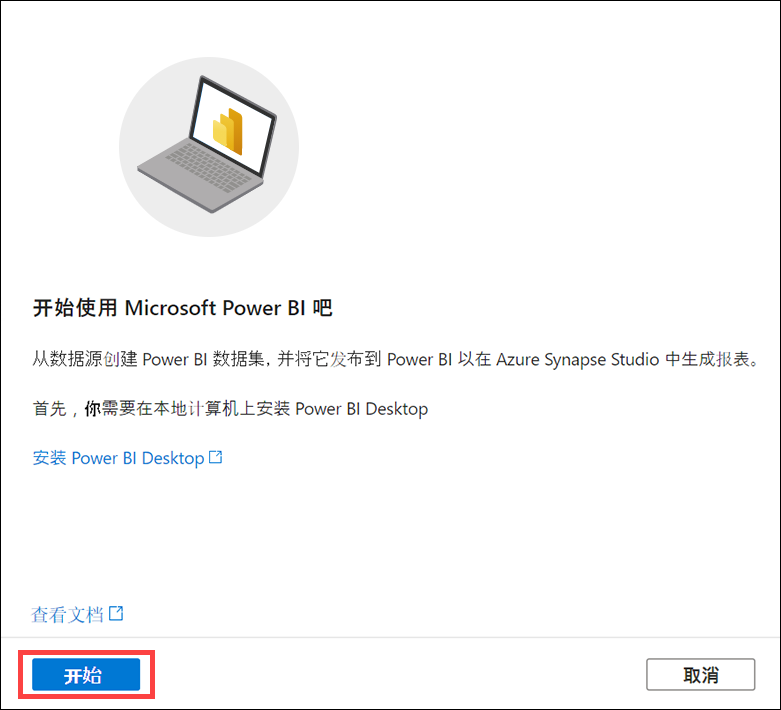 开始使用 Microsoft Power BI 吧
从数据源创建 Power BI 数据集，并将它发布到 Power BI 以在 Azure Synapse Studio 中生成报表。
首先，你需要在本地计算机上安装 Power BI Desktop
安装 Power BI Desktop
查看文档
开始
取消